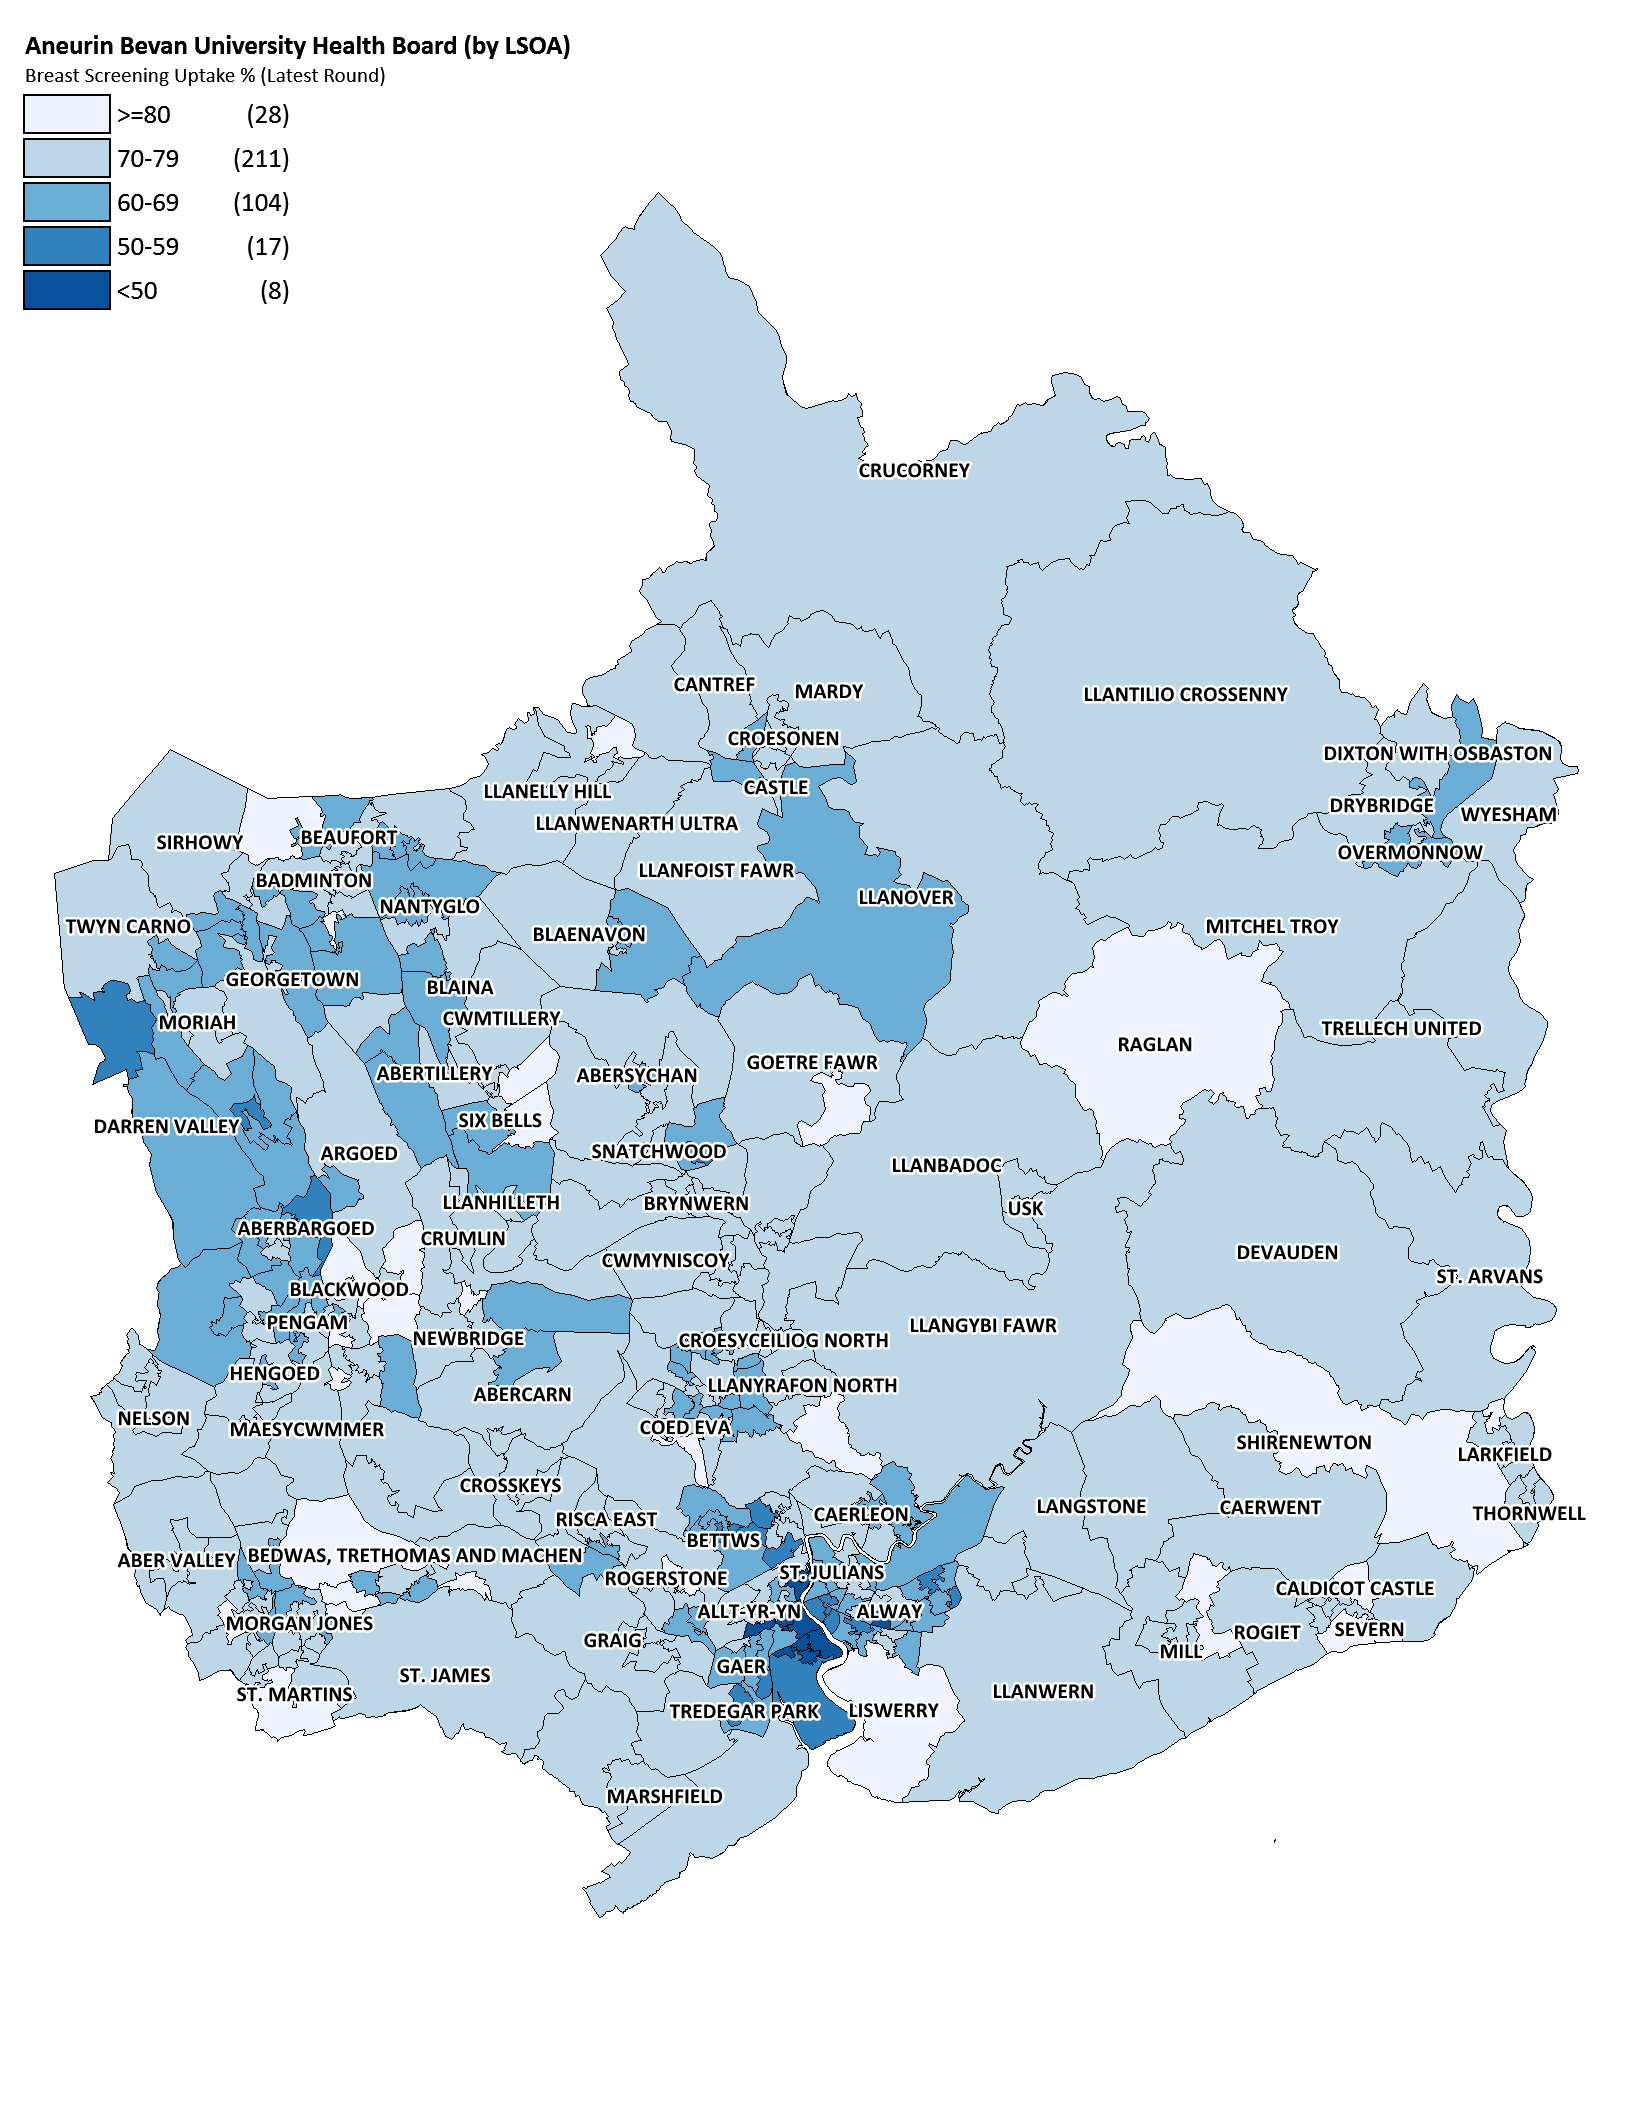 Aneurin Bevan University Health Board (by LSOA)
Breast Screening Uptake % (Latest Round)
>=80 (28)
70-79 (211)
60-69 (104)
50-59 (17)
<50 (8)
CRUCORNEY
CANTREF
MARDY
LLANTILIO CROSSENNY
CROESONEN
DIXTON WITH OSBASTON
CASTLE
LLANELLY HILL
DRYBRIDGE
WYESHAM
LLANWENARTH ULTRA
SIRHOWY
BEAUFORT
OVERMONNOW
LLANFOIST FAWR
BADMINTON
LLANOVER
NANTYGLO
TWYN CARNO
MITCHEL TROY
BLAENAVON
GEORGETOWN
BLAINA
CWMTILLERY
MORIAH
TRELLECH UNITED
RAGLAN
GOETRE FAWR
ABERTILLERY
ABERSYCHAN
SIX BELLS
DARREN VALLEY
SNATCHWOOD
ARGOED
LLANBADOC
LLANHILLETH
BRYNWERN
USK
ABERBARGOED
CRUMLIN
DEVAUDEN
CWMYNISCOY
ST. ARVANS
BLACKWOOD
PENGAM
LLANGYBI FAWR
NEWBRIDGE
CROESYCEILIOG NORTH
HENGOED
LLANYRAFON NORTH
ABERCARN
NELSON
MAESYCWMMER
COED EVA
SHIRENEWTON
LARKFIELD
CROSSKEYS
LANGSTONE
CAERWENT
THORNWELL
CAERLEON
RISCA EAST
BETTWS
ABER VALLEY
BEDWAS, TRETHOMAS AND MACHEN
ST. JULIANS
ROGERSTONE
CALDICOT CASTLE
ALLT-YR-YN
ALWAY
MORGAN JONES
SEVERN
ROGIET
GRAIG
MILL
GAER
ST. JAMES
LLANWERN
ST. MARTINS
TREDEGAR PARK
LISWERRY
MARSHFIELD